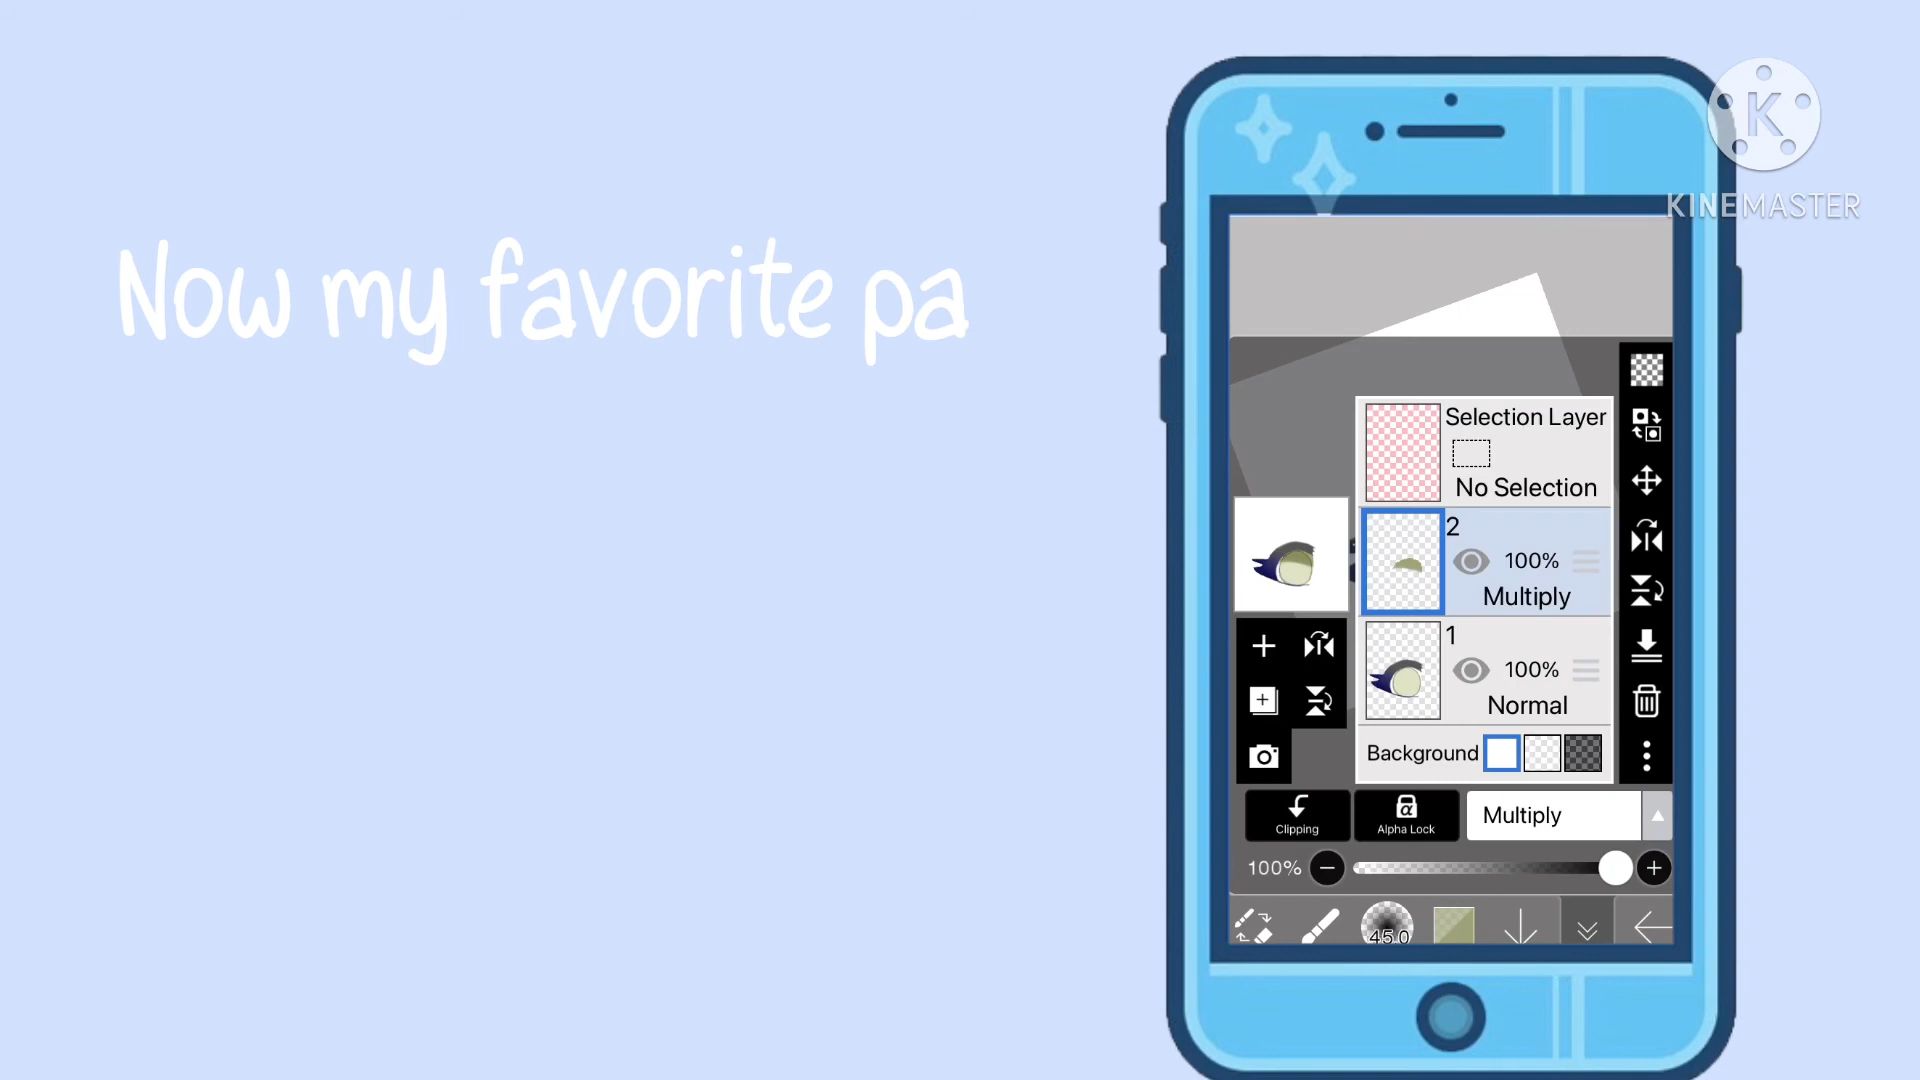 Now my favorite pa
K
KINEMASTER
Selection Layer
No Selection
2
100%
Multiply
1
100%
Normal
Background
Clipping
α
Alpha Lock
Multiply
100%
45.0